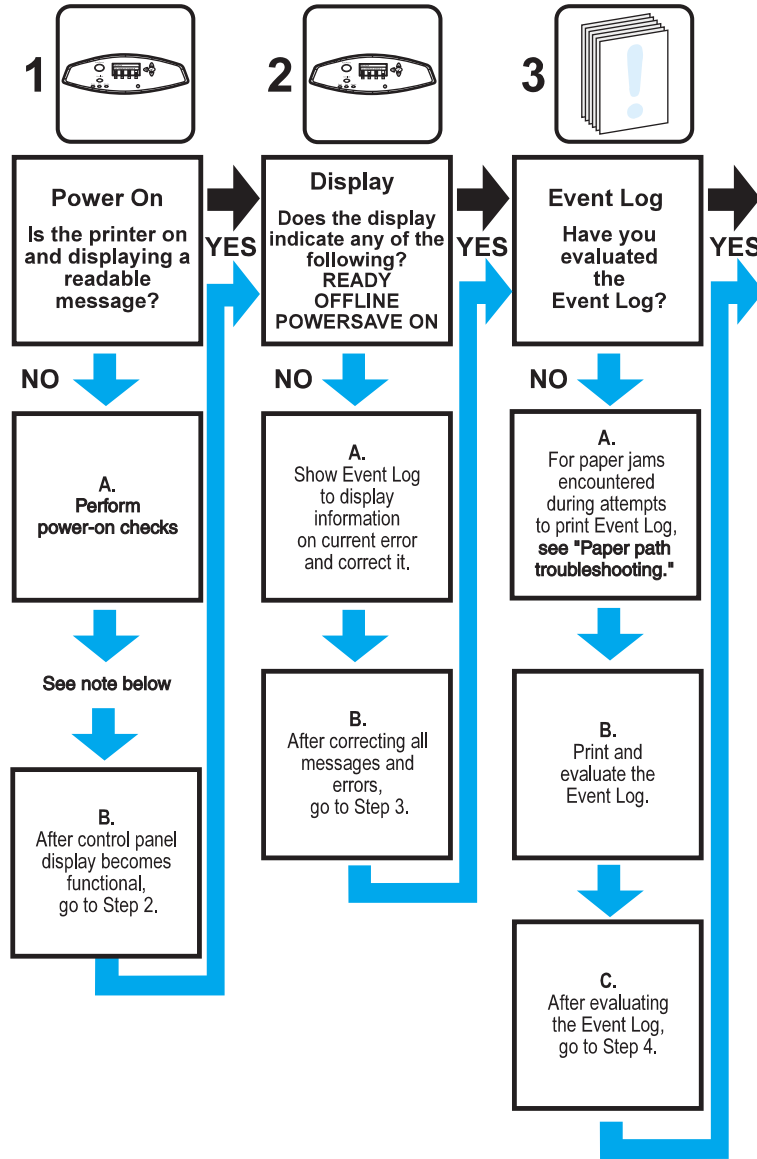 1
Power On
Is the printer on
and displaying a
readable
message?
YES
NO
A.
Perform
power-on checks
See note below
B.
After control panel
display becomes
functional,
go to Step 2.
2
Display
Does the display
indicate any of the
following?
READY
OFFLINE
POWERSAVE ON
YES
NO
A.
Show Event Log
to display
information
on current error
and correct it.
B.
After correcting all
messages and
errors,
go to Step 3.
3
Event Log
Have you
evaluated
the
Event Log?
YES
NO
A.
For paper jams
encountered
during attempts
to print Event Log,
see "Paper path
troubleshooting."
B.
Print and
evaluate the
Event Log.
C.
After evaluating
the Event Log,
go to Step 4.